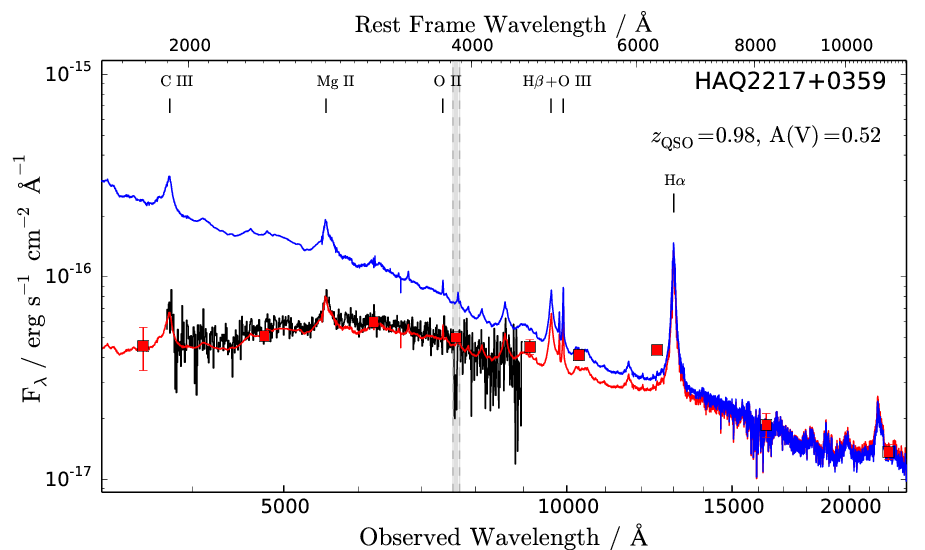 Rest Frame Wavelength / Å
2000 4000 6000 8000 10000
10⁻¹⁵
C III Mg II O II Hβ+O III
HAQ2217+0359
z_QSO=0.98, A(V)=0.52
Hα
10⁻¹⁶
10⁻¹⁷
F_λ / erg s⁻¹ cm⁻² Å⁻¹
5000 10000 15000 20000
Observed Wavelength / Å